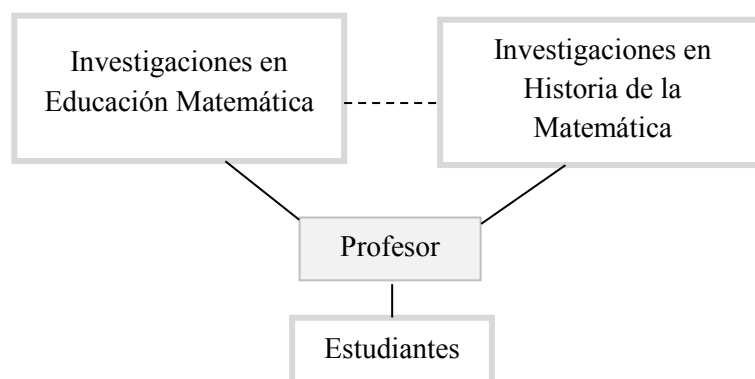 Investigaciones en
Educación Matemática
Investigaciones en
Historia de la
Matemática
Profesor
Estudiantes